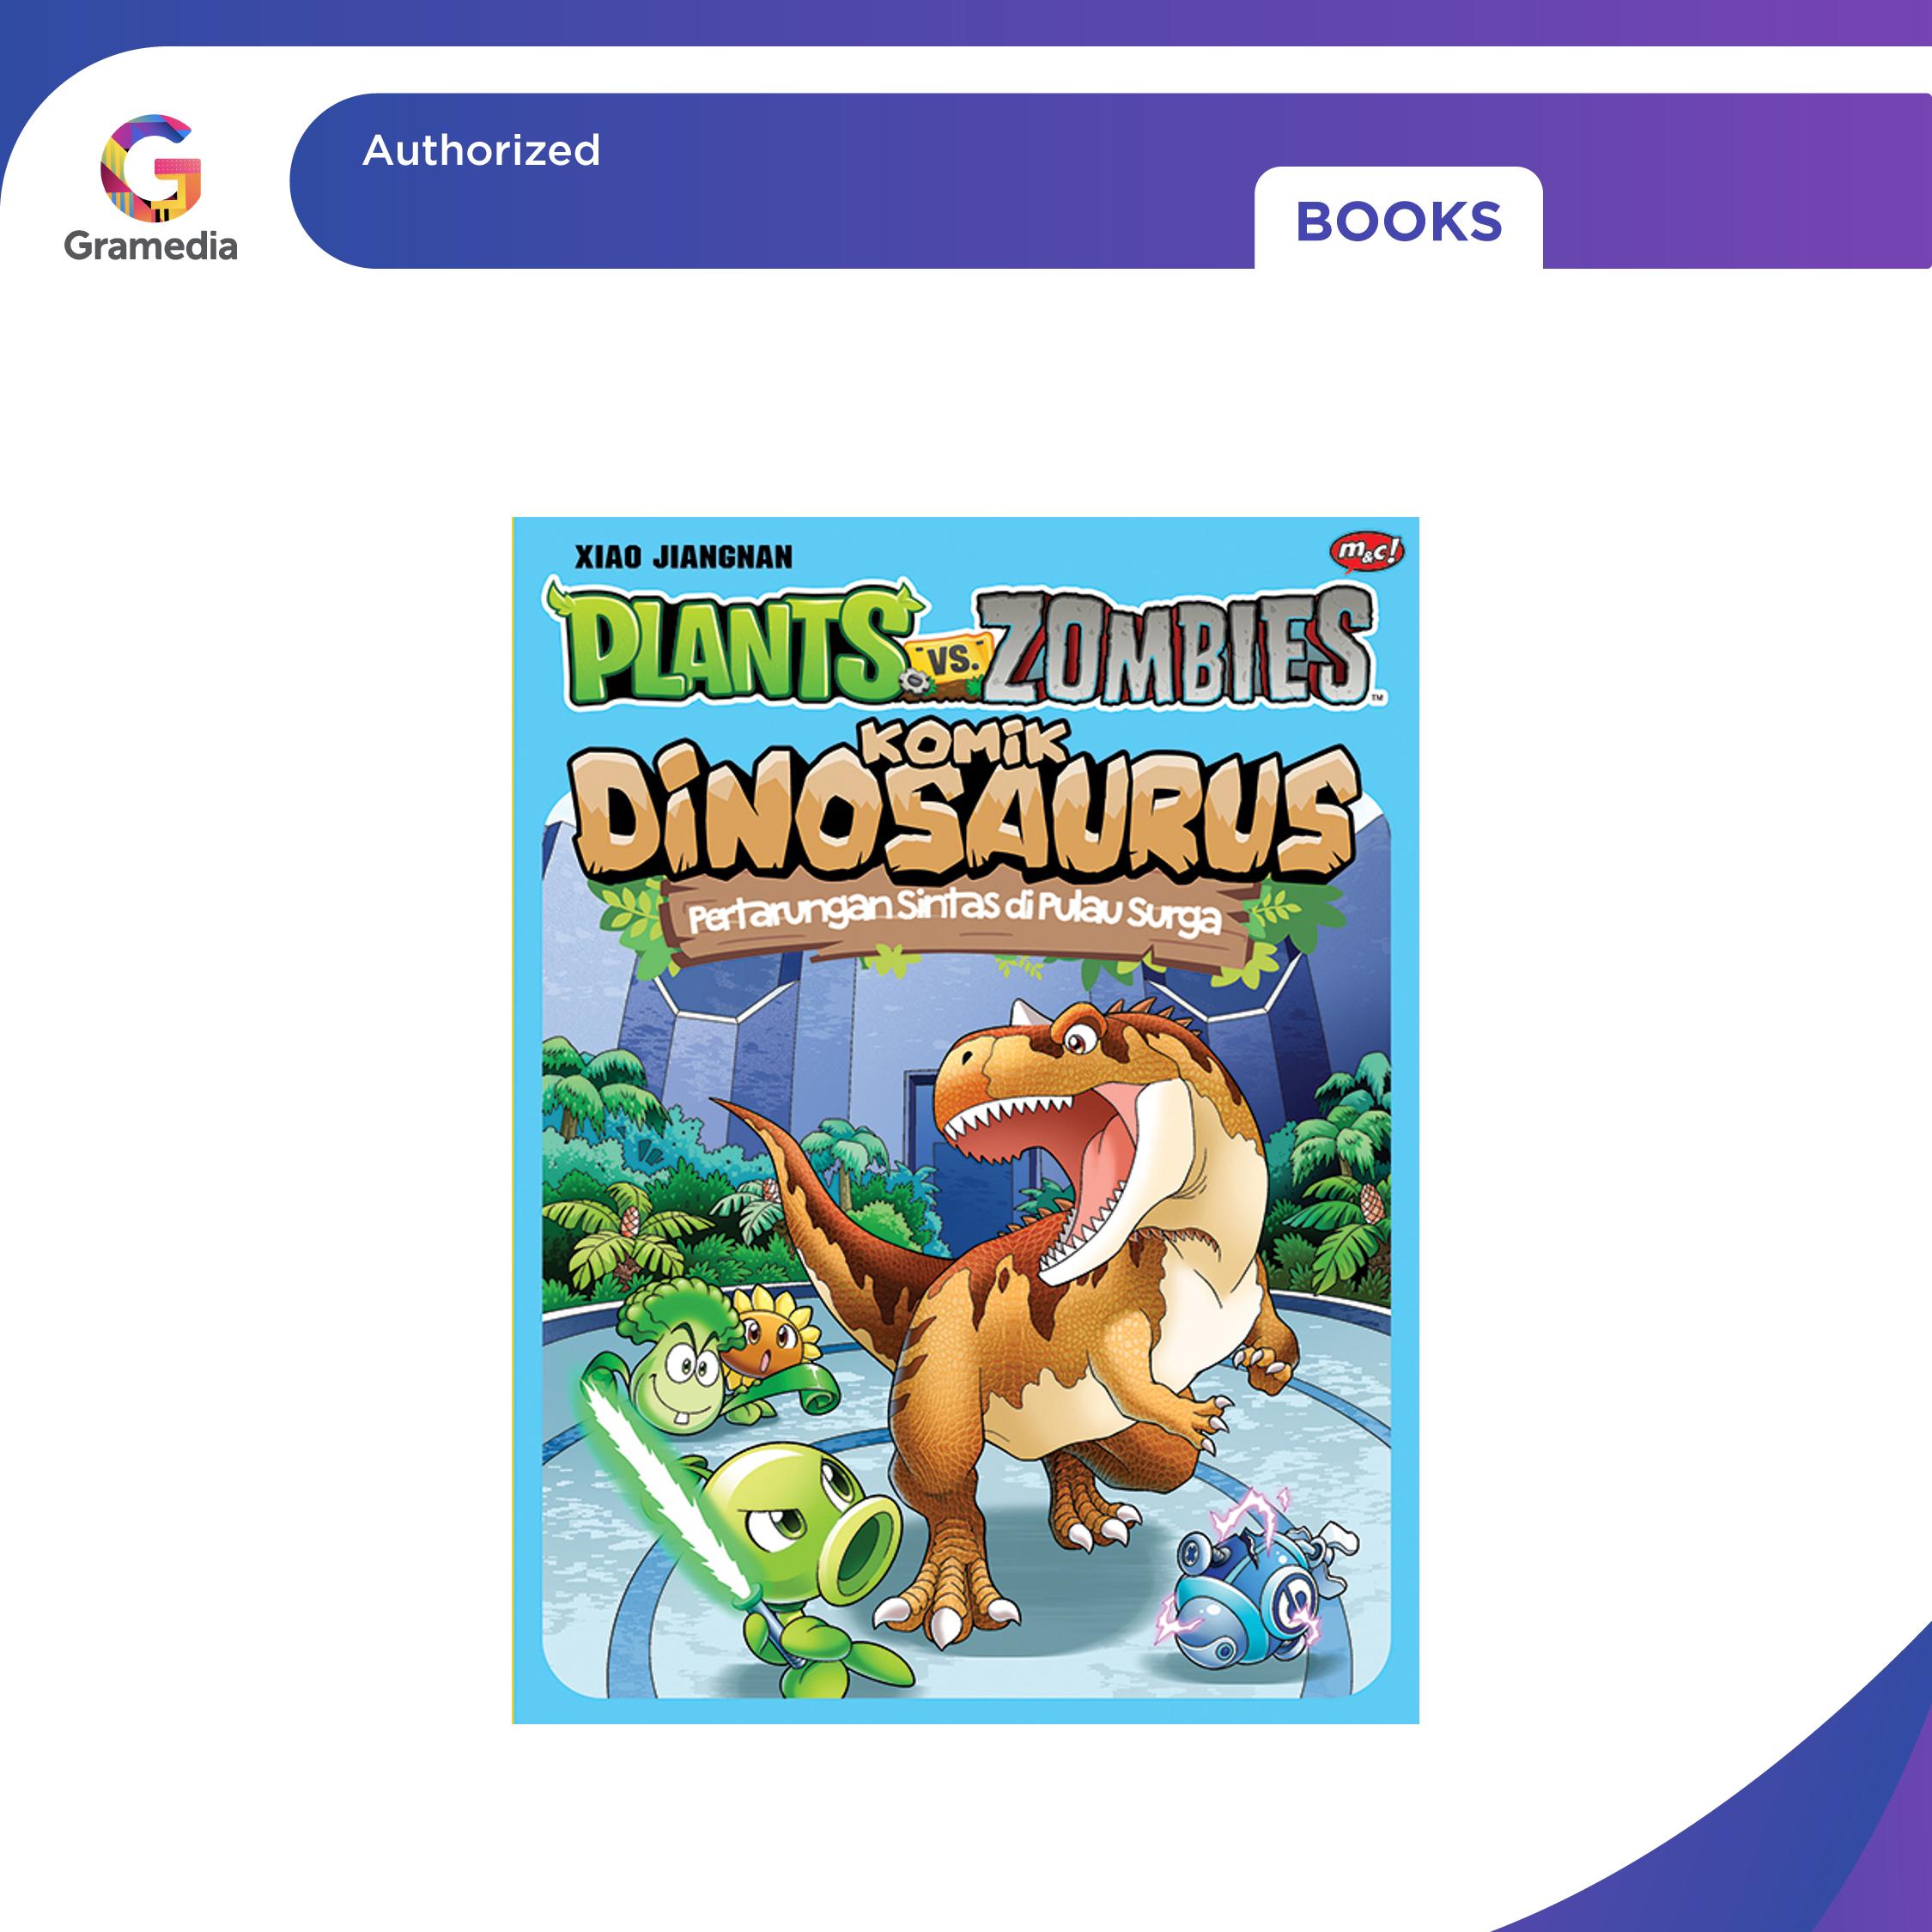 Authorized
Gramedia
BOOKS
XIAO JIANGNAN
m&c!
PLANTS VS. ZOMBIES™
KOMiK
DiNOSAURUS
Pertarungan Sintas di Pulau Surga